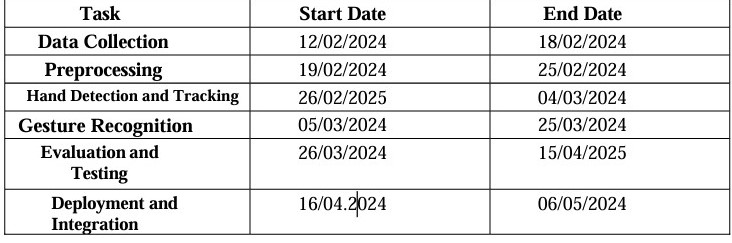 Task Start Date End Date
Data Collection 12/02/2024 18/02/2024
Preprocessing 19/02/2024 25/02/2024
Hand Detection and Tracking 26/02/2025 04/03/2024
Gesture Recognition 05/03/2024 25/03/2024
Evaluation and 26/03/2024 15/04/2025
Testing
Deployment and 16/04.2024 06/05/2024
Integration